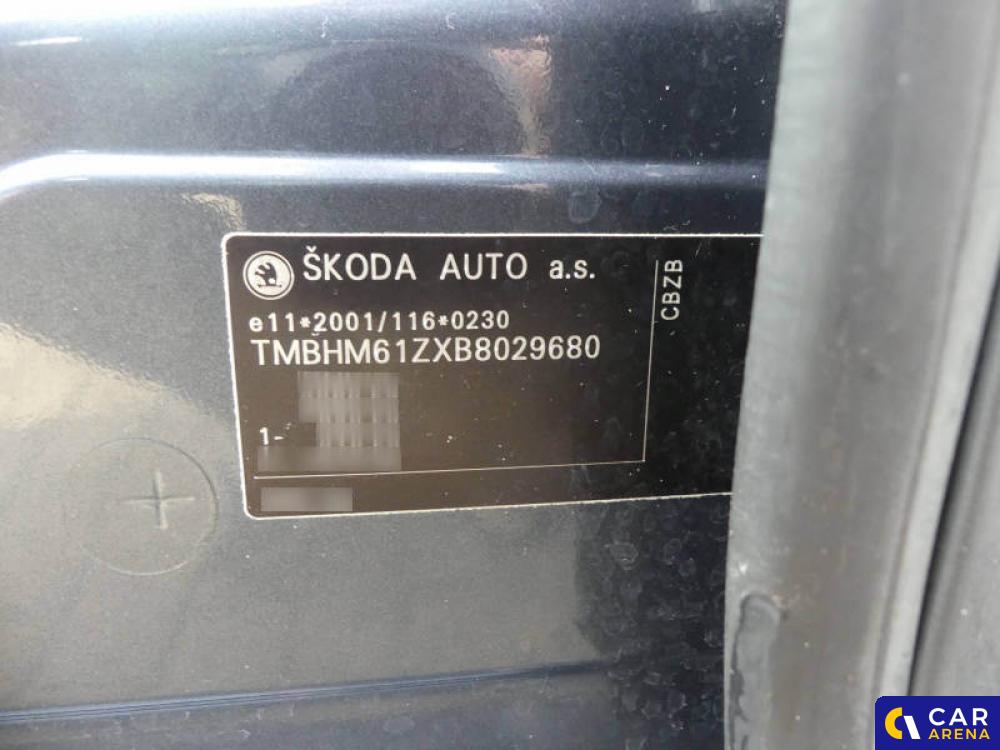 ŠKODA AUTO a.s.
e11*2001/116*0230
TMBHM61ZXB8029680
1-
CBZB
CAR
ARENA